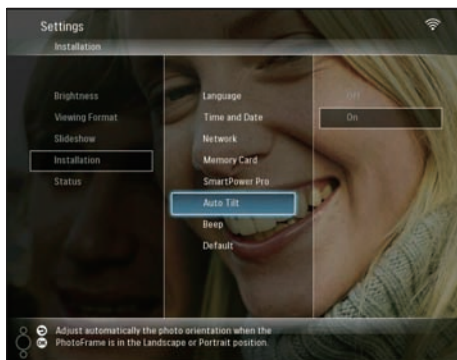 Settings
Installation
Brightness
Viewing Format
Slideshow
Installation
Status
Language
Time and Date
Network
Memory Card
SmartPower Pro
Auto Tilt
Beep
Default
Off
On
Adjust automatically the photo orientation when the
PhotoFrame is in the Landscape or Portrait position.
OK